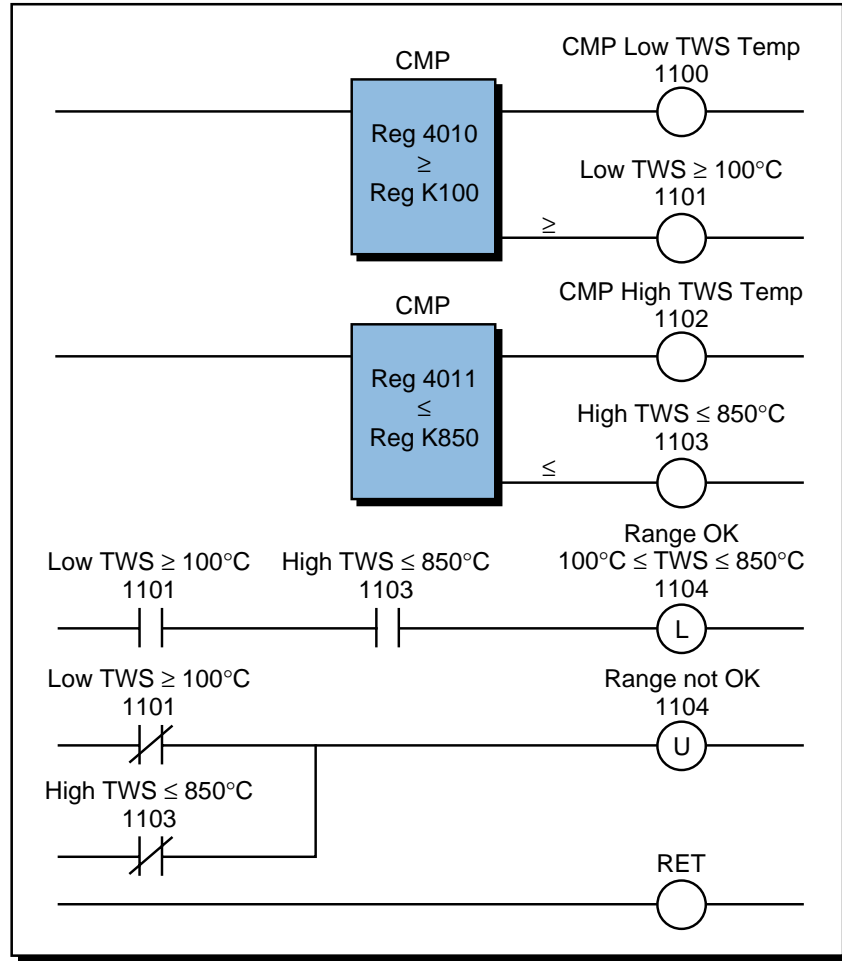 CMP
CMP Low TWS Temp
1100
Reg 4010
≥
Reg K100
Low TWS ≥ 100°C
1101
≥
CMP
CMP High TWS Temp
1102
Reg 4011
≤
Reg K850
High TWS ≤ 850°C
1103
≤
Low TWS ≥ 100°C
1101
High TWS ≤ 850°C
1103
Range OK
100°C ≤ TWS ≤ 850°C
1104
L
Low TWS ≥ 100°C
1101
Range not OK
1104
U
High TWS ≤ 850°C
1103
RET